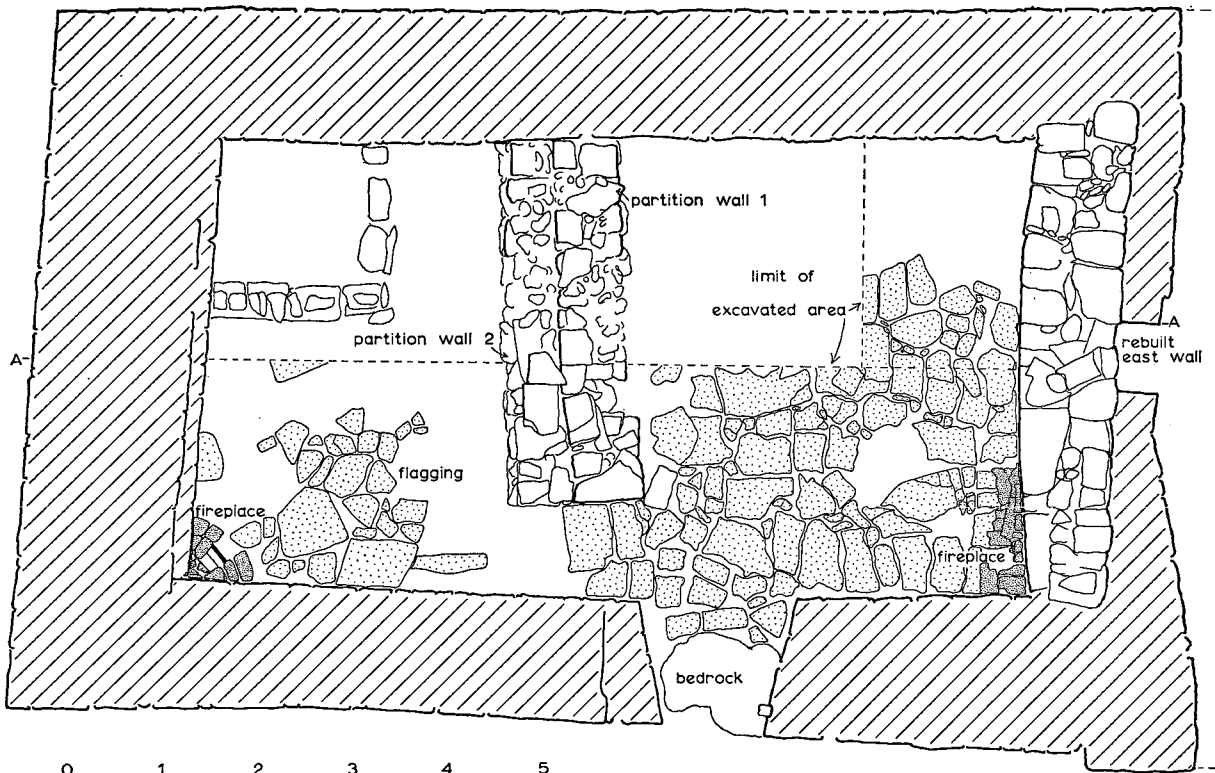 partition wall 1
limit of
excavated area
A
rebuilt
east wall
partition wall 2
A
flagging
fireplace
fireplace
bedrock
0 1 2 3 4 5